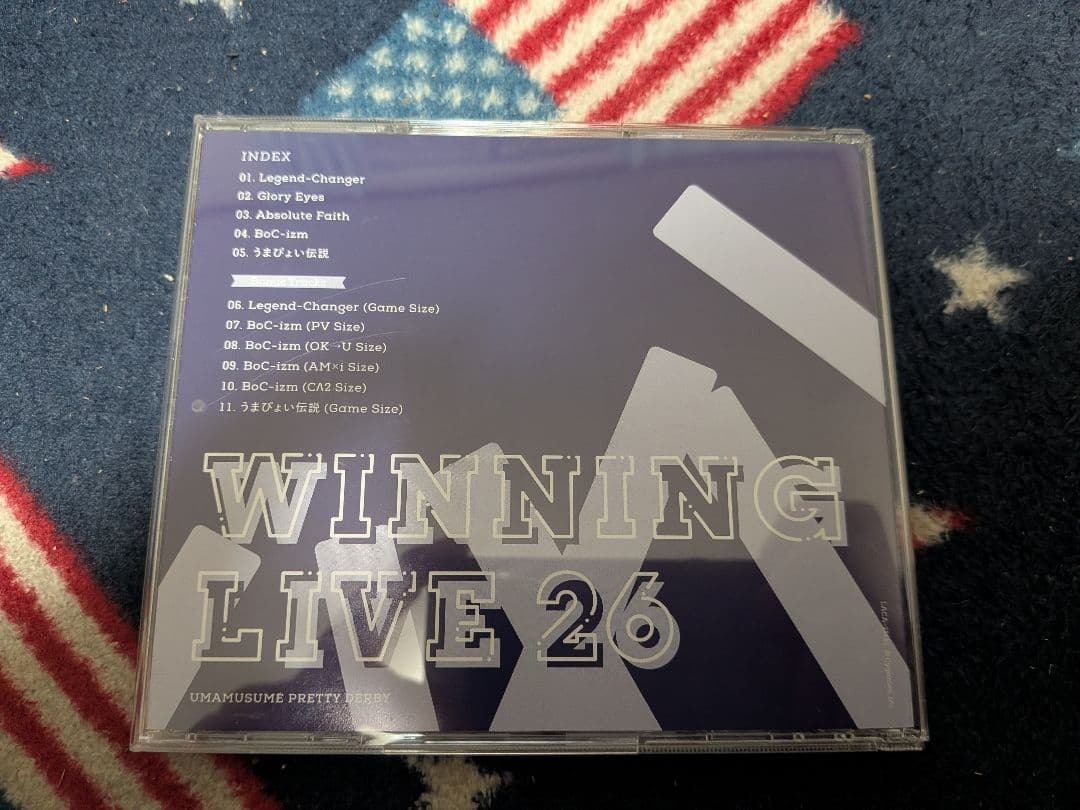 INDEX
01. Legend-Changer
02. Glory Eyes
03. Absolute Faith
04. BoC-izm
05. うまぴょい伝説
Bonus Tracks
06. Legend-Changer (Game Size)
07. BoC-izm (PV Size)
08. BoC-izm (OK→U Size)
09. BoC-izm (AM×i Size)
10. BoC-izm (CΛ2 Size)
11. うまぴょい伝説 (Game Size)
WINNING
LIVE 26
UMAMUSUME PRETTY DERBY